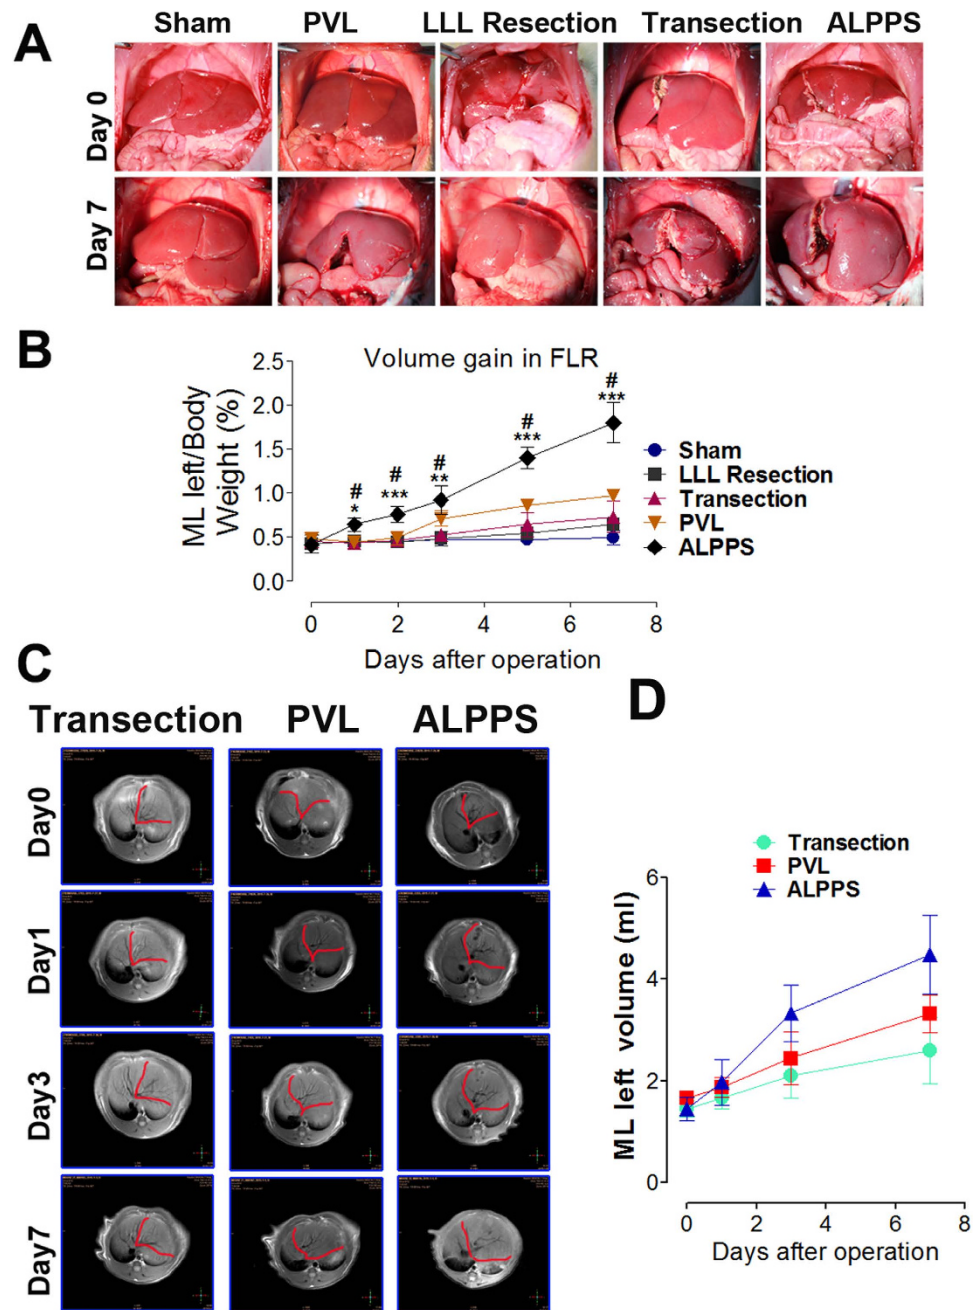 A
Sham PVL LLL Resection Transection ALPPS
Day 0
Day 7
B
Volume gain in FLR
ML left/Body
Weight (%)
2.5
2.0
1.5
1.0
0.5
0.0
#
*
#
***
#
**
#
***
#
***
Sham
LLL Resection
Transection
PVL
ALPPS
0 2 4 6 8
Days after operation
C
Transection PVL ALPPS
Day0
Day1
Day3
Day7
D
Transection
PVL
ALPPS
ML left volume (ml)
6
4
2
0
0 2 4 6 8
Days after operation